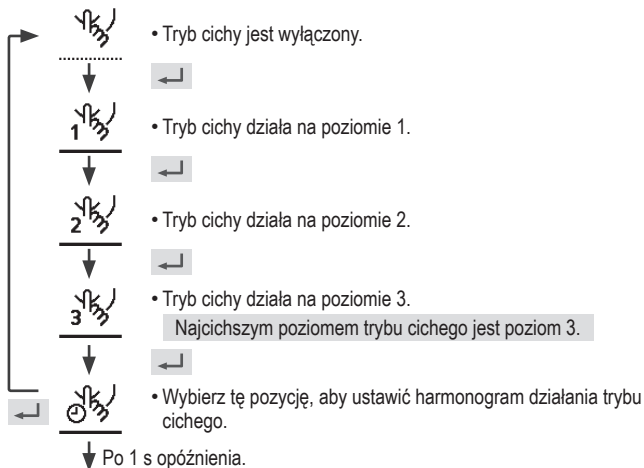 • Tryb cichy jest wyłączony.
1
• Tryb cichy działa na poziomie 1.
2
• Tryb cichy działa na poziomie 2.
3
• Tryb cichy działa na poziomie 3.
Najcichszym poziomem trybu cichego jest poziom 3.
• Wybierz tę pozycję, aby ustawić harmonogram działania trybu
cichego.
Po 1 s opóźnienia.